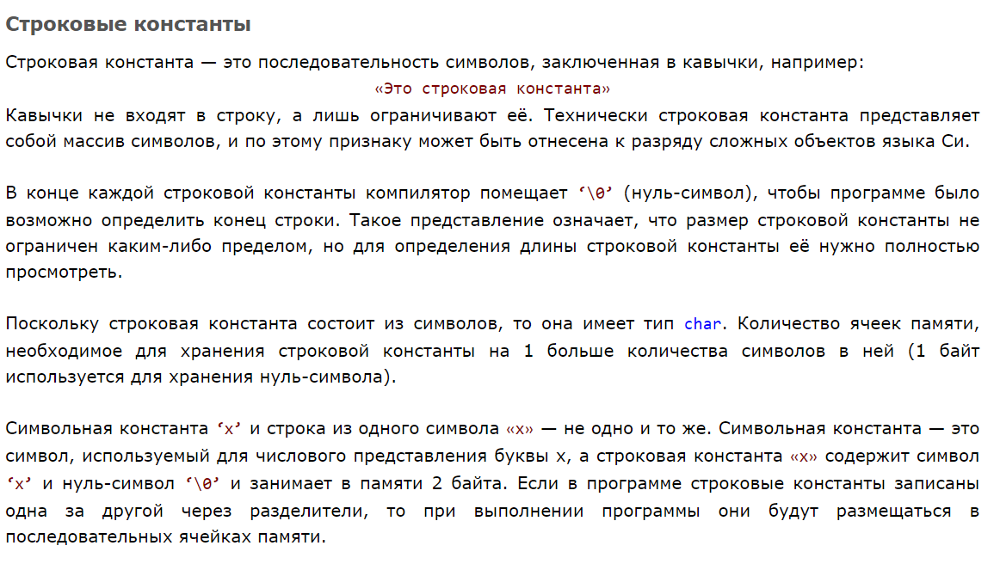 Строковые константы
Строковая константа — это последовательность символов, заключенная в кавычки, например:
«Это строковая константа»
Кавычки не входят в строку, а лишь ограничивают её. Технически строковая константа представляет
собой массив символов, и по этому признаку может быть отнесена к разряду сложных объектов языка Си.
В конце каждой строковой константы компилятор помещает ‘\0’ (нуль-символ), чтобы программе было
возможно определить конец строки. Такое представление означает, что размер строковой константы не
ограничен каким-либо пределом, но для определения длины строковой константы её нужно полностью
просмотреть.
Поскольку строковая константа состоит из символов, то она имеет тип char. Количество ячеек памяти,
необходимое для хранения строковой константы на 1 больше количества символов в ней (1 байт
используется для хранения нуль-символа).
Символьная константа ‘x’ и строка из одного символа «x» — не одно и то же. Символьная константа — это
символ, используемый для числового представления буквы x, а строковая константа «x» содержит символ
‘x’ и нуль-символ ‘\0’ и занимает в памяти 2 байта. Если в программе строковые константы записаны
одна за другой через разделители, то при выполнении программы они будут размещаться в
последовательных ячейках памяти.